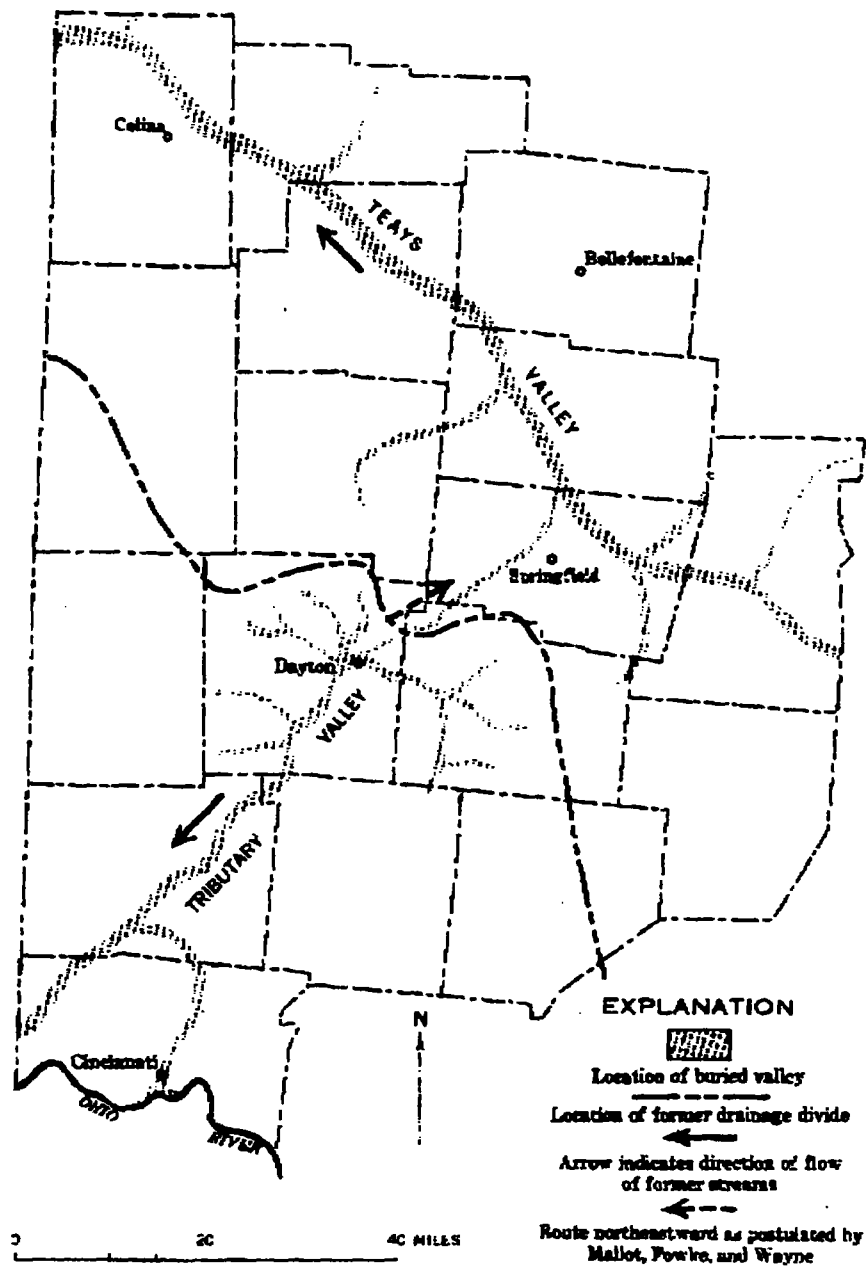 Celina
TEAYS
Bellefontaine
VALLEY
Springfield
Dayton
VALLEY
TRIBUTARY
N
Cincinnati
OHIO
RIVER
EXPLANATION
Location of buried valley
Location of former drainage divide
Arrow indicates direction of flow
of former streams
Route northeastward as postulated by
Mallot, Fowke, and Wayne
0 20 40 MILES